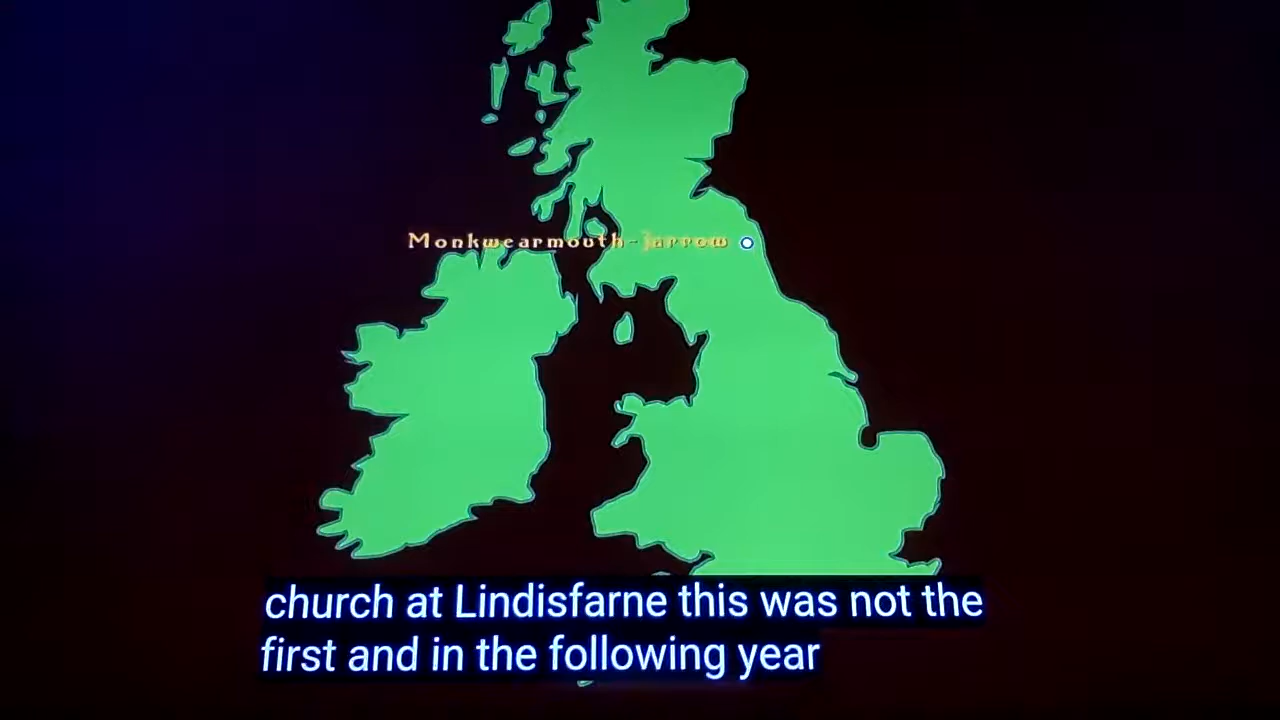 Monkwearmouth-Jarrow
church at Lindisfarne this was not the
first and in the following year